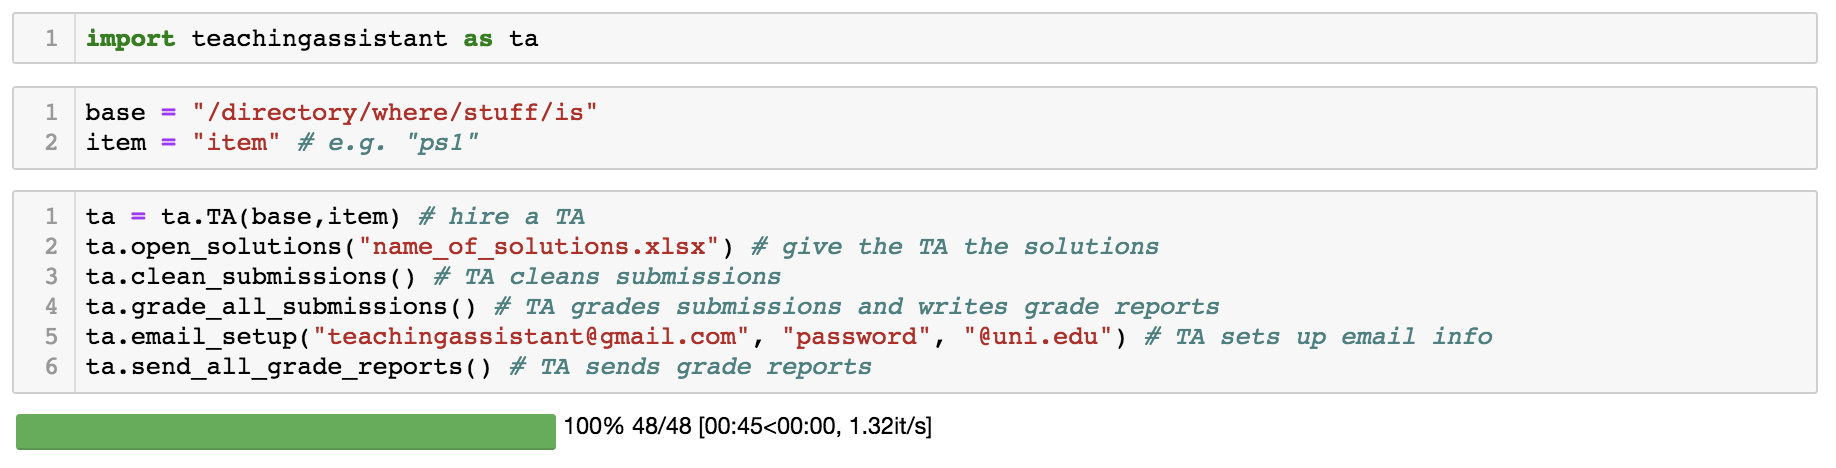 1 import teachingassistant as ta
1 base = "/directory/where/stuff/is"
2 item = "item" # e.g. "ps1"
1 ta = ta.TA(base,item) # hire a TA
2 ta.open_solutions("name_of_solutions.xlsx") # give the TA the solutions
3 ta.clean_submissions() # TA cleans submissions
4 ta.grade_all_submissions() # TA grades submissions and writes grade reports
5 ta.email_setup("teachingassistant@gmail.com", "password", "@uni.edu") # TA sets up email info
6 ta.send_all_grade_reports() # TA sends grade reports
100% 48/48 [00:45<00:00, 1.32it/s]